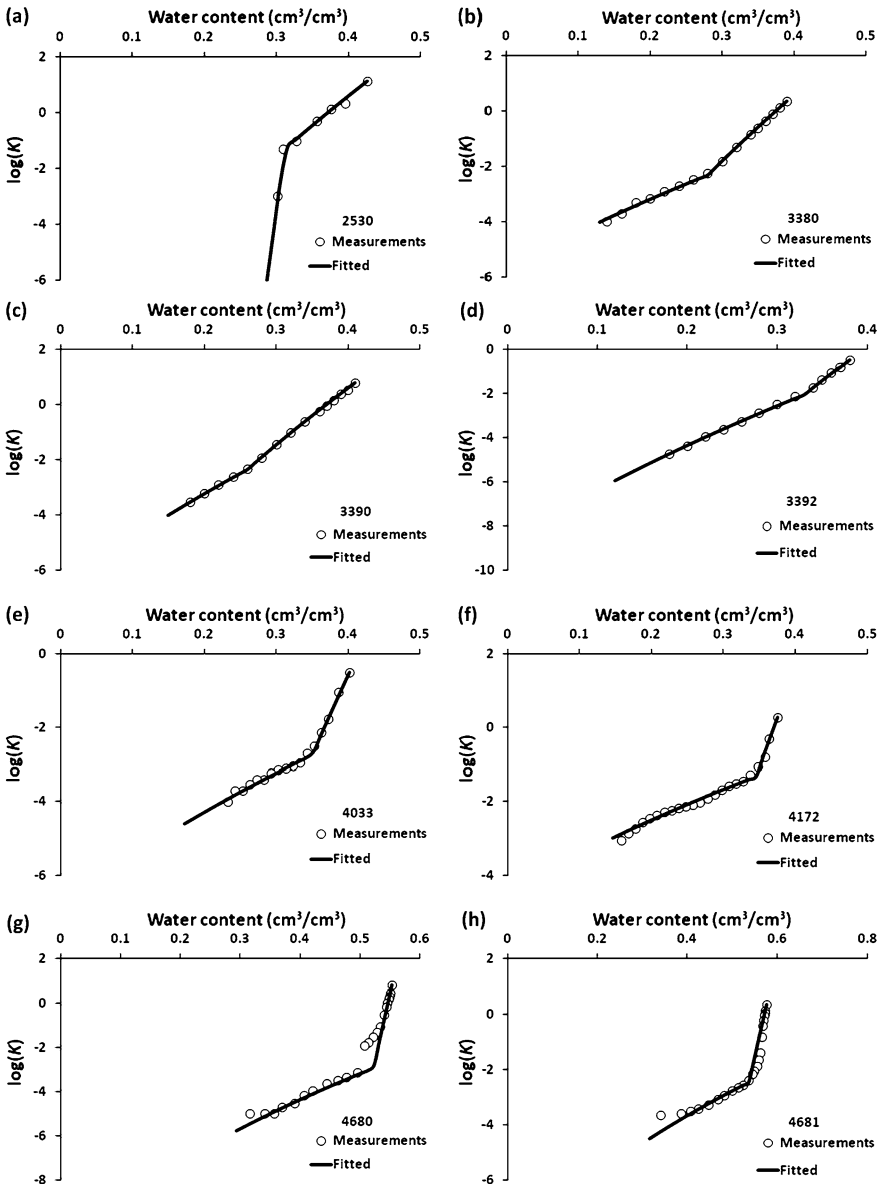 (a) Water content (cm³/cm³)
0 0.1 0.2 0.3 0.4 0.5
2
0
-2
-4
-6
log(K)
2530
Measurements
Fitted
(b) Water content (cm³/cm³)
0 0.1 0.2 0.3 0.4 0.5
2
0
-2
-4
-6
log(K)
3380
Measurements
Fitted
(c) Water content (cm³/cm³)
0 0.1 0.2 0.3 0.4 0.5
2
0
-2
-4
-6
log(K)
3390
Measurements
Fitted
(d) Water content (cm³/cm³)
0 0.1 0.2 0.3 0.4
0
-2
-4
-6
-8
-10
log(K)
3392
Measurements
Fitted
(e) Water content (cm³/cm³)
0 0.1 0.2 0.3 0.4 0.5
0
-2
-4
-6
log(K)
4033
Measurements
Fitted
(f) Water content (cm³/cm³)
0 0.1 0.2 0.3 0.4 0.5
2
0
-2
-4
log(K)
4172
Measurements
Fitted
(g) Water content (cm³/cm³)
0 0.1 0.2 0.3 0.4 0.5 0.6
2
0
-2
-4
-6
-8
log(K)
4680
Measurements
Fitted
(h) Water content (cm³/cm³)
0 0.2 0.4 0.6 0.8
2
0
-2
-4
-6
log(K)
4681
Measurements
Fitted